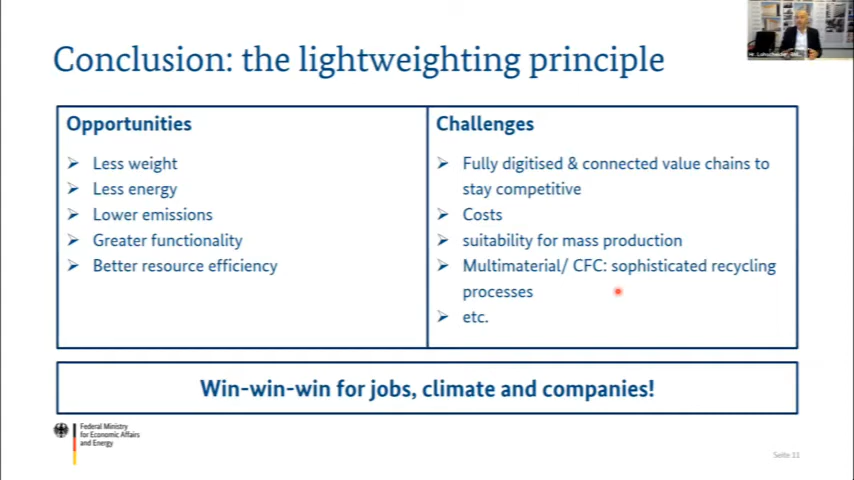 Conclusion: the lightweighting principle
Opportunities
Less weight
Less energy
Lower emissions
Greater functionality
Better resource efficiency
Challenges
Fully digitised & connected value chains to
stay competitive
Costs
suitability for mass production
Multimaterial/ CFC: sophisticated recycling
processes
etc.
Win-win-win for jobs, climate and companies!
Federal Ministry
for Economic Affairs
and Energy
Seite 11